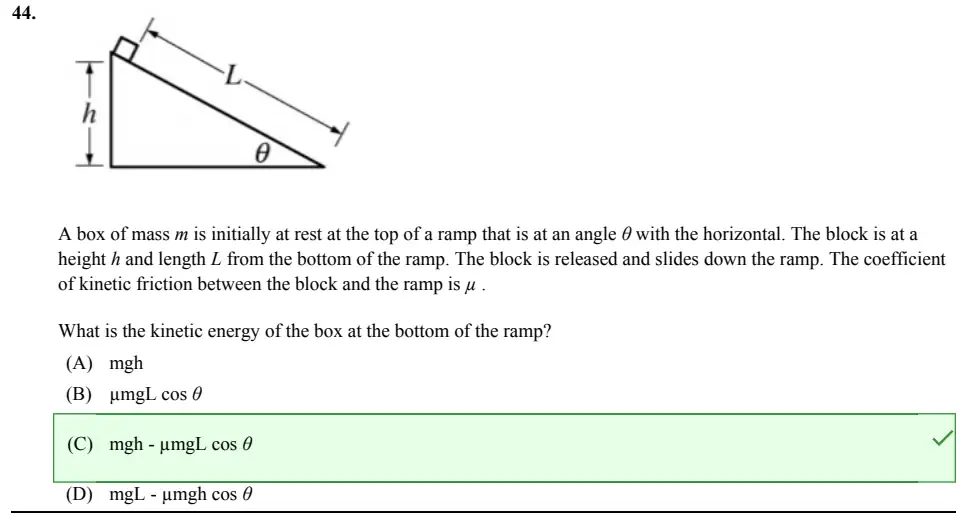 44.
L
h
θ
A box of mass m is initially at rest at the top of a ramp that is at an angle θ with the horizontal. The block is at a
height h and length L from the bottom of the ramp. The block is released and slides down the ramp. The coefficient
of kinetic friction between the block and the ramp is μ .
What is the kinetic energy of the box at the bottom of the ramp?
(A) mgh
(B) μmgL cos θ
(C) mgh - μmgL cos θ
(D) mgL - μmgh cos θ